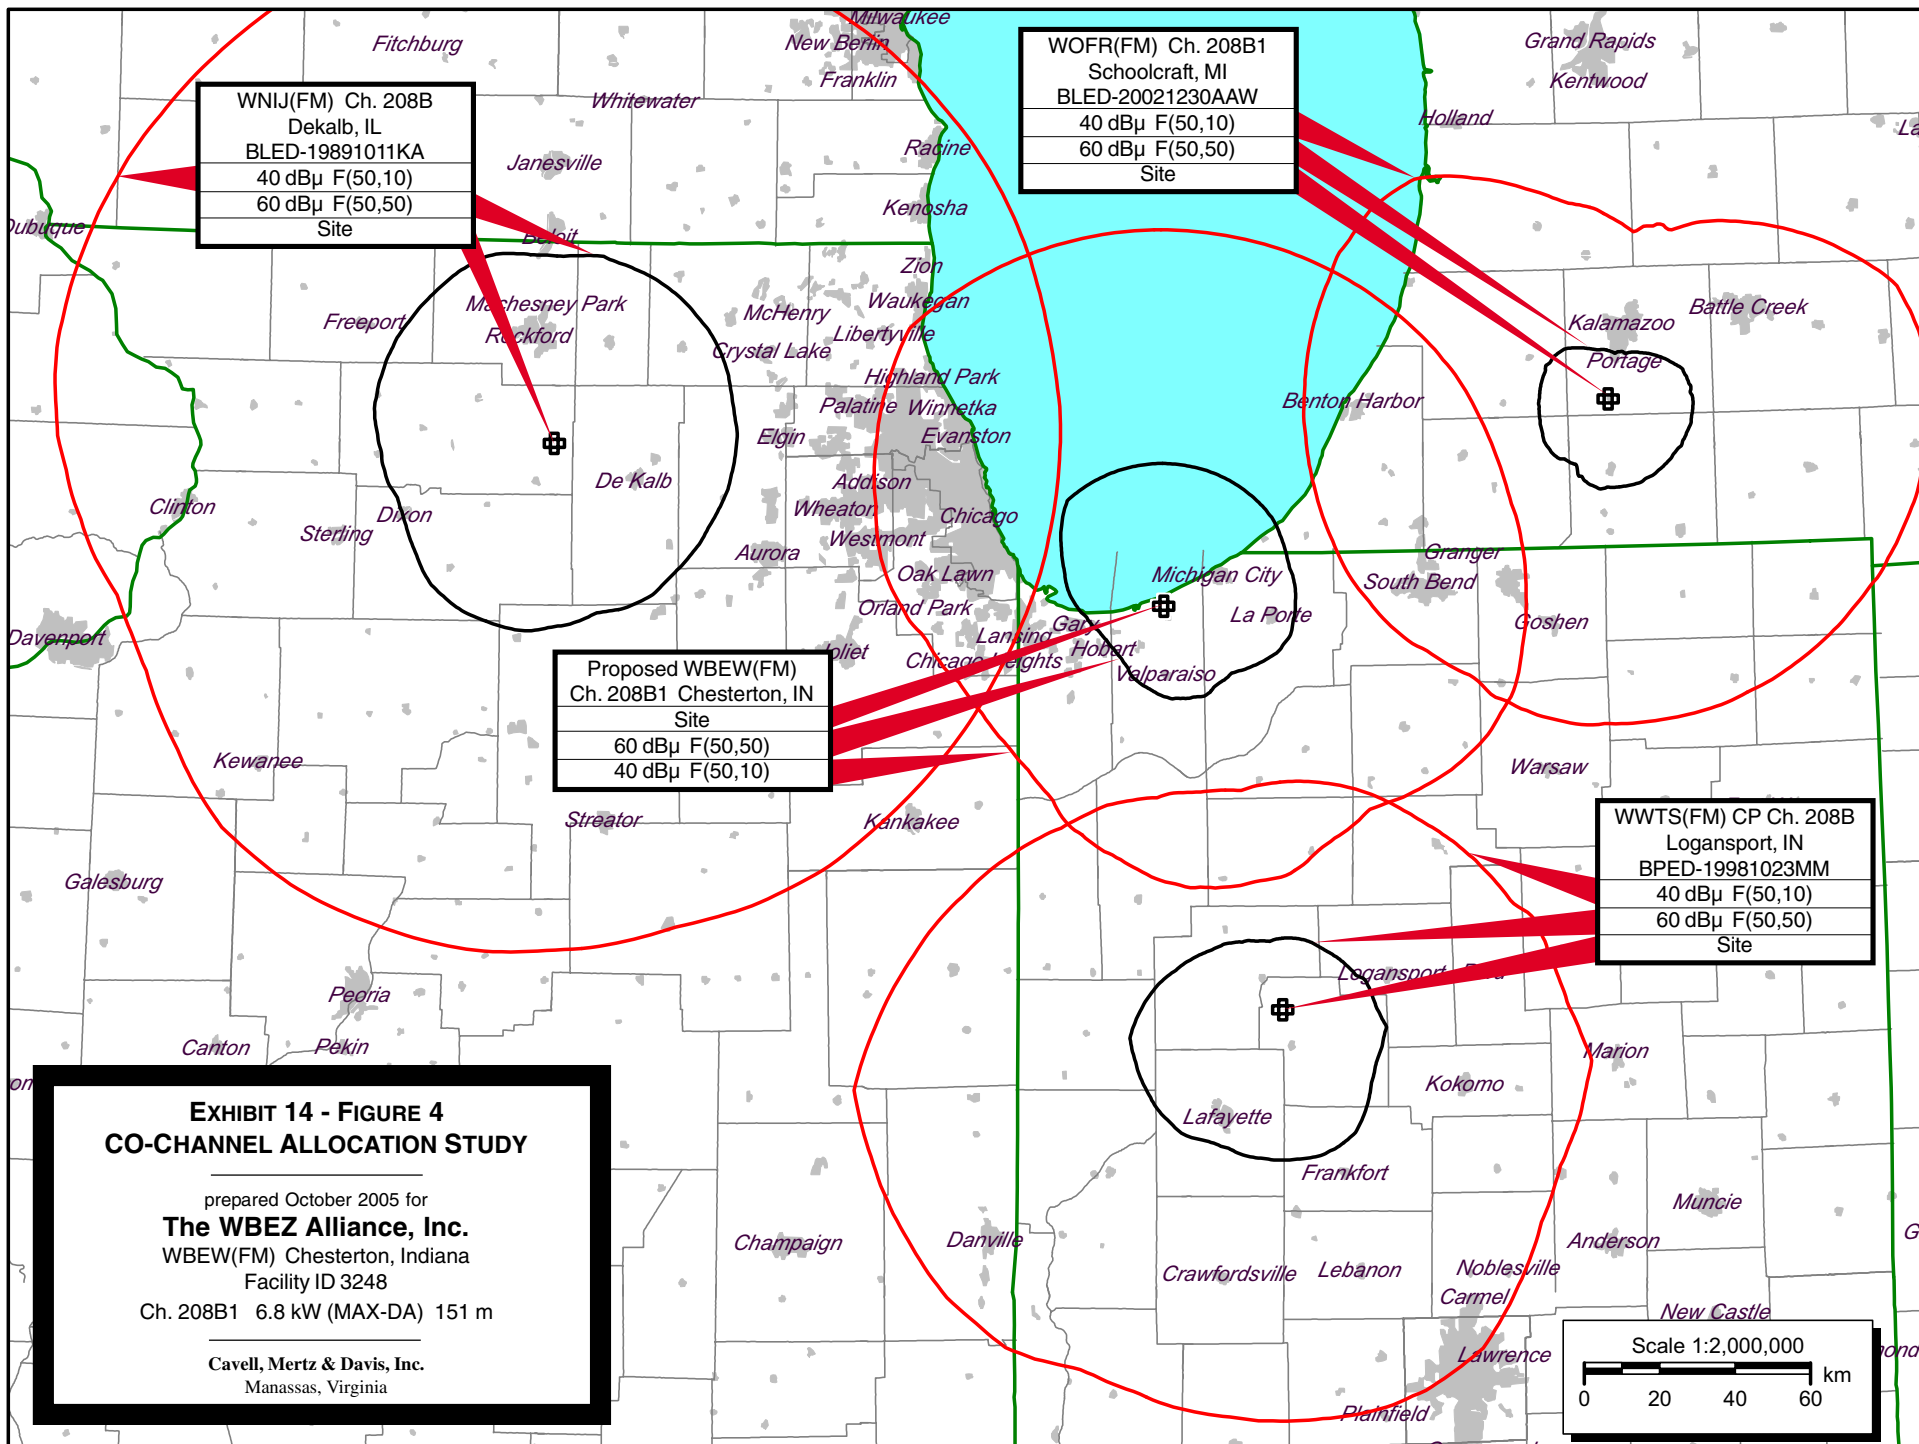 Milwaukee
Fitchburg
New Berlin
Franklin
Whitewater
Janesville
Racine
Kenosha
Beloit
Dubuque
Grand Rapids
Kentwood
Holland
WNIJ(FM) Ch. 208B
Dekalb, IL
BLED-19891011KA
40 dBµ F(50,10)
60 dBµ F(50,50)
Site
WOFR(FM) Ch. 208B1
Schoolcraft, MI
BLED-20021230AAW
40 dBµ F(50,10)
60 dBµ F(50,50)
Site
Zion
Waukegan
Machesney Park
McHenry
Freeport
Rockford
Libertyville
Crystal Lake
Highland Park
Palatine
Winnetka
Elgin
Evanston
Battle Creek
Kalamazoo
Portage
Benton Harbor
De Kalb
Addison
Clinton
Dixon
Wheaton
Chicago
Sterling
Westmont
Aurora
Oak Lawn
Orland Park
Michigan City
La Porte
Granger
South Bend
Goshen
Davenport
Gary
Lansing
Hobart
Chicago Heights
Valparaiso
Proposed WBEW(FM)
Ch. 208B1 Chesterton, IN
Site
60 dBµ F(50,50)
40 dBµ F(50,10)
Kewanee
Warsaw
Streator
Kankakee
Galesburg
WWTS(FM) CP Ch. 208B
Logansport, IN
BPED-19981023MM
40 dBµ F(50,10)
60 dBµ F(50,50)
Site
Logansport
Peoria
Canton
Pekin
Marion
Kokomo
Lafayette
Frankfort
Muncie
Champaign
Danville
Anderson
Crawfordsville
Lebanon
Noblesville
Carmel
New Castle
Lawrence
Plainfield
EXHIBIT 14 - FIGURE 4
CO-CHANNEL ALLOCATION STUDY
prepared October 2005 for
The WBEZ Alliance, Inc.
WBEW(FM) Chesterton, Indiana
Facility ID 3248
Ch. 208B1 6.8 kW (MAX-DA) 151 m
Cavell, Mertz & Davis, Inc.
Manassas, Virginia
Scale 1:2,000,000
km
0 20 40 60